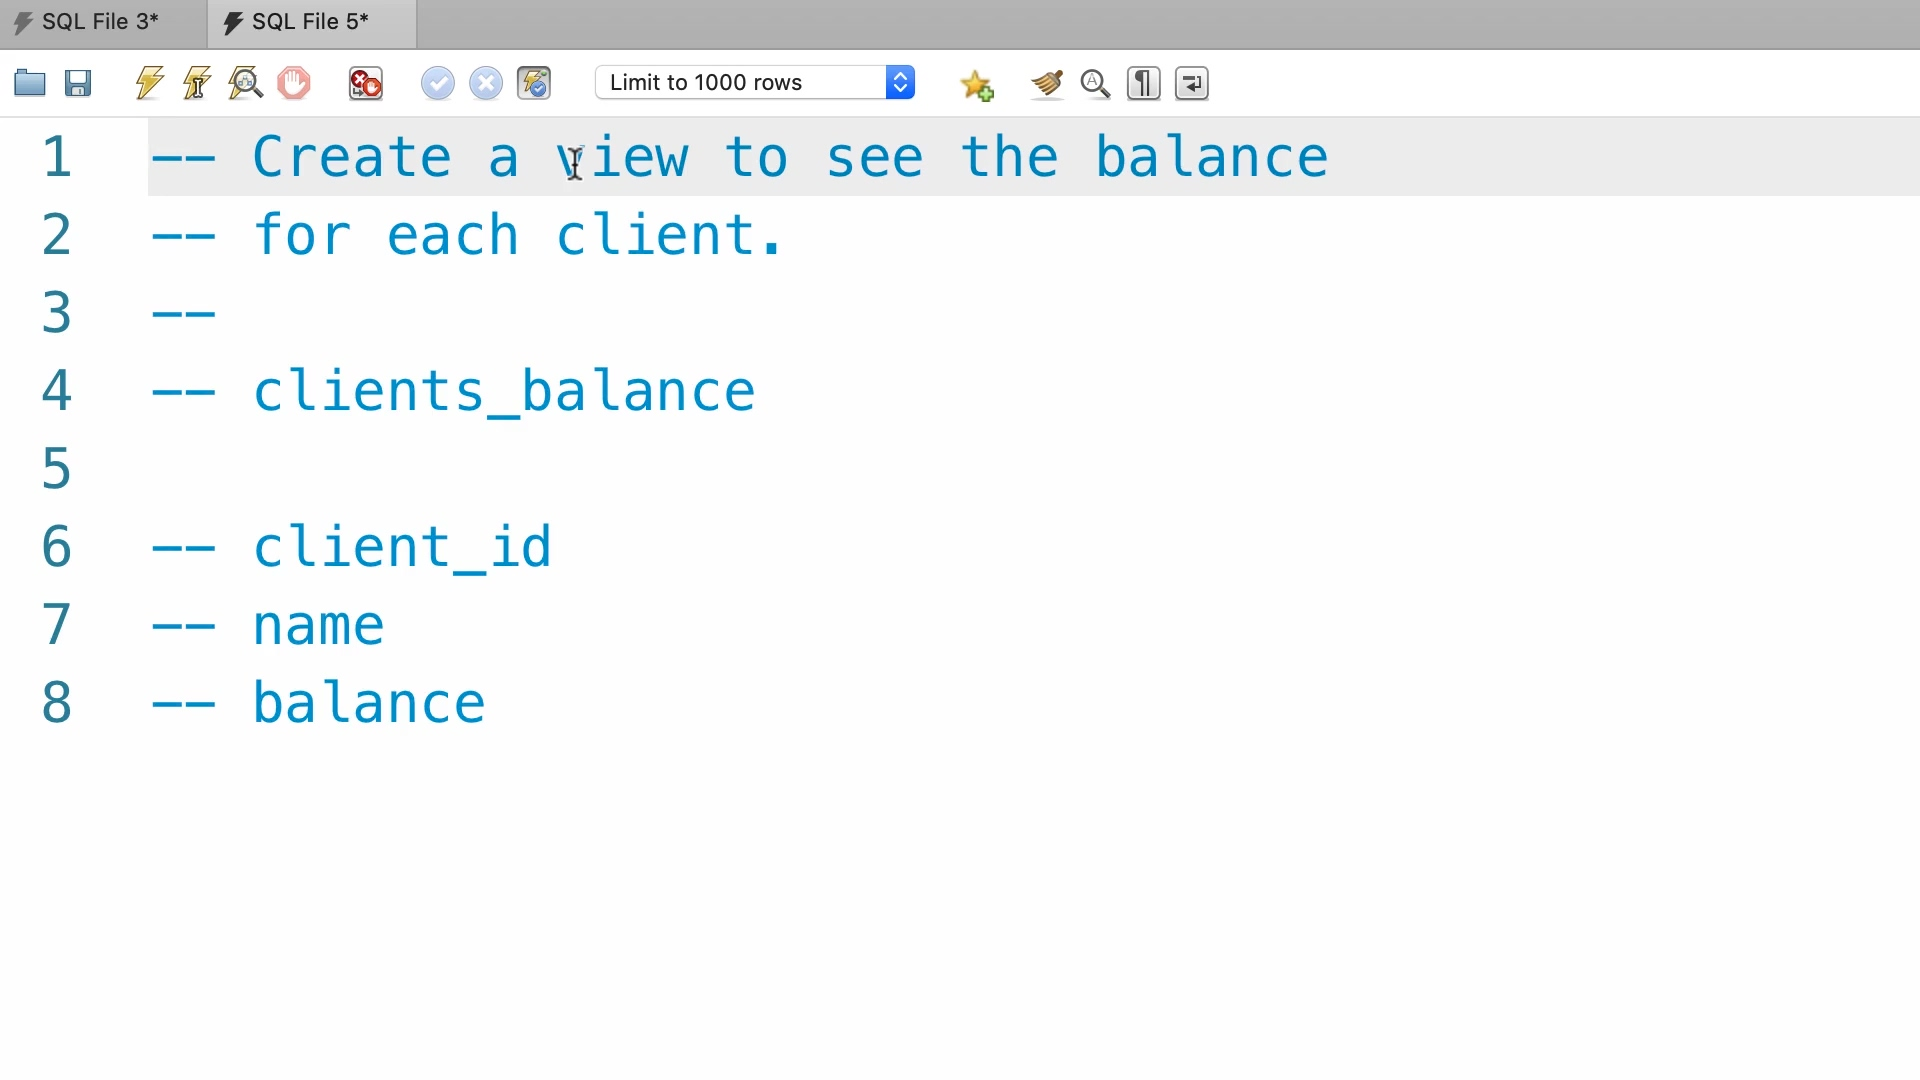 SQL File 3*
SQL File 5*
Limit to 1000 rows
1 -- Create a view to see the balance
2 -- for each client.
3 --
4 -- clients_balance
5
6 -- client_id
7 -- name
8 -- balance